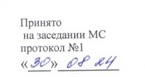 Принято
на заседании МС
протокол №1
«30» 08 24